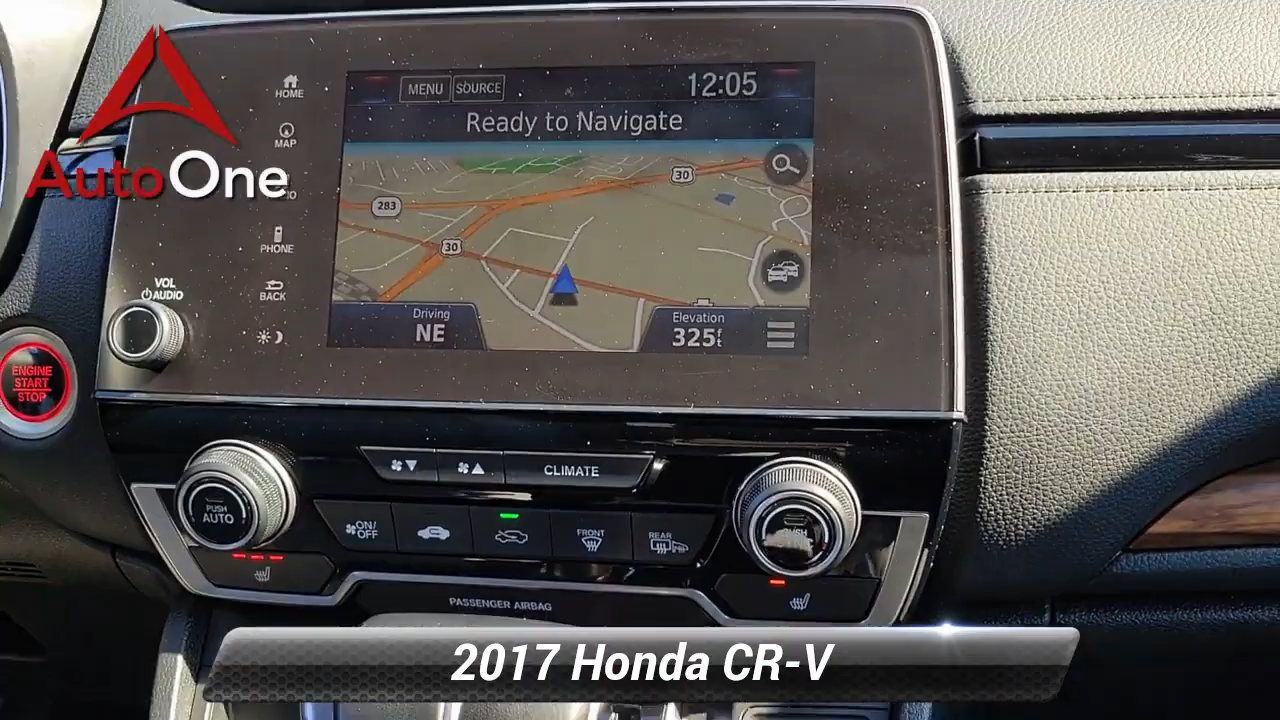 AutoOne
HOME
MAP
PHONE
BACK
VOL
AUDIO
MENU SOURCE 12:05
Ready to Navigate
30
283
30
Driving
NE
Elevation
325ft
ENGINE
START
STOP
CLIMATE
PUSH
AUTO
ON/
OFF
FRONT
REAR
PUSH
PASSENGER AIRBAG
2017 Honda CR-V